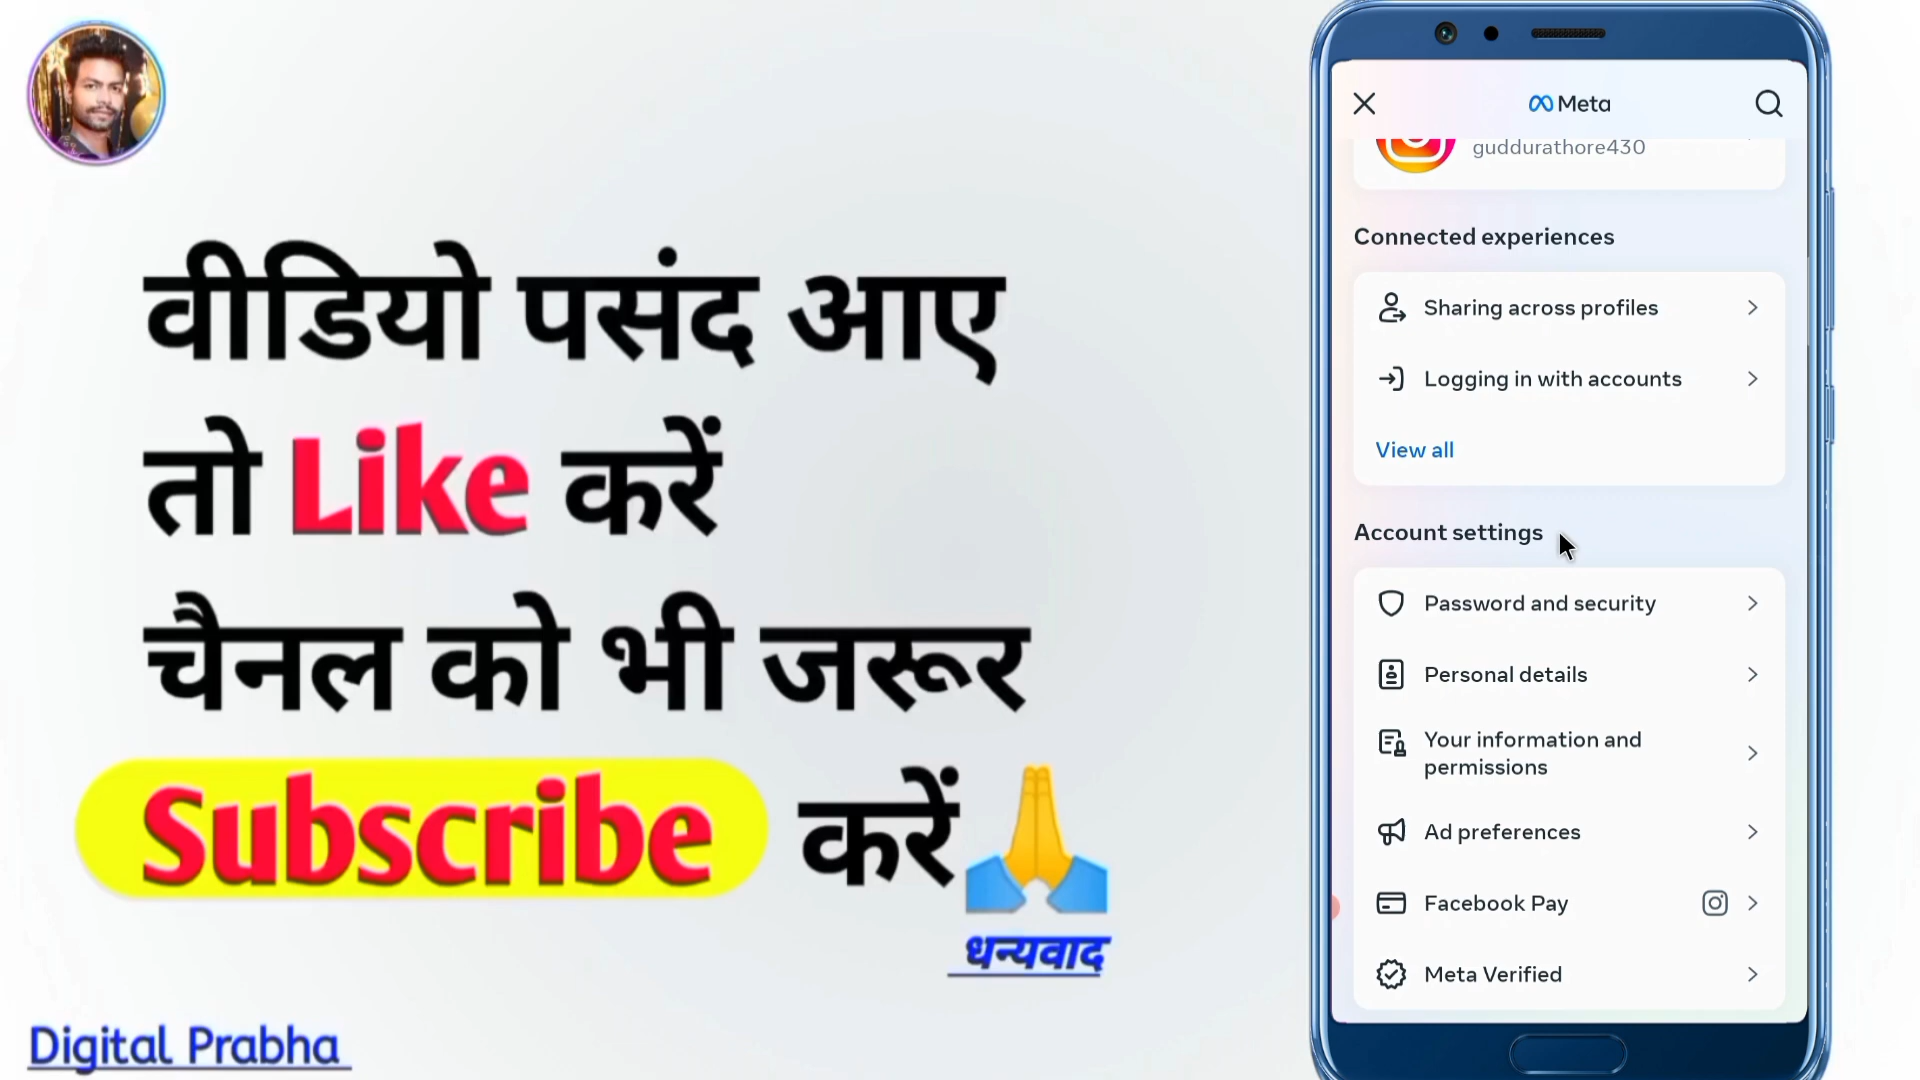 वीडियो पसंद आए
तो Like करें
चैनल को भी जरूर
Subscribe करें
धन्यवाद
Digital Prabha
Meta
guddurathore430
Connected experiences
Sharing across profiles
Logging in with accounts
View all
Account settings
Password and security
Personal details
Your information and
permissions
Ad preferences
Facebook Pay
Meta Verified